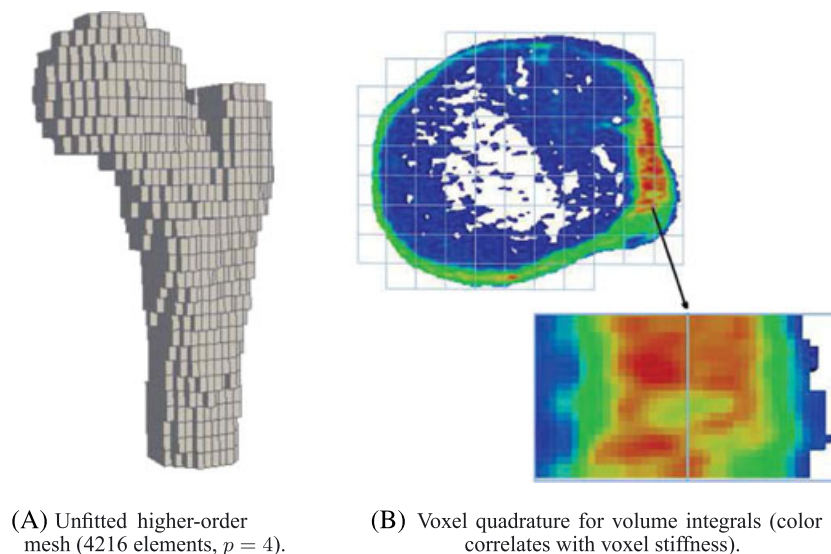 (A) Unfitted higher-order
mesh (4216 elements, p = 4).
(B) Voxel quadrature for volume integrals (color
correlates with voxel stiffness).